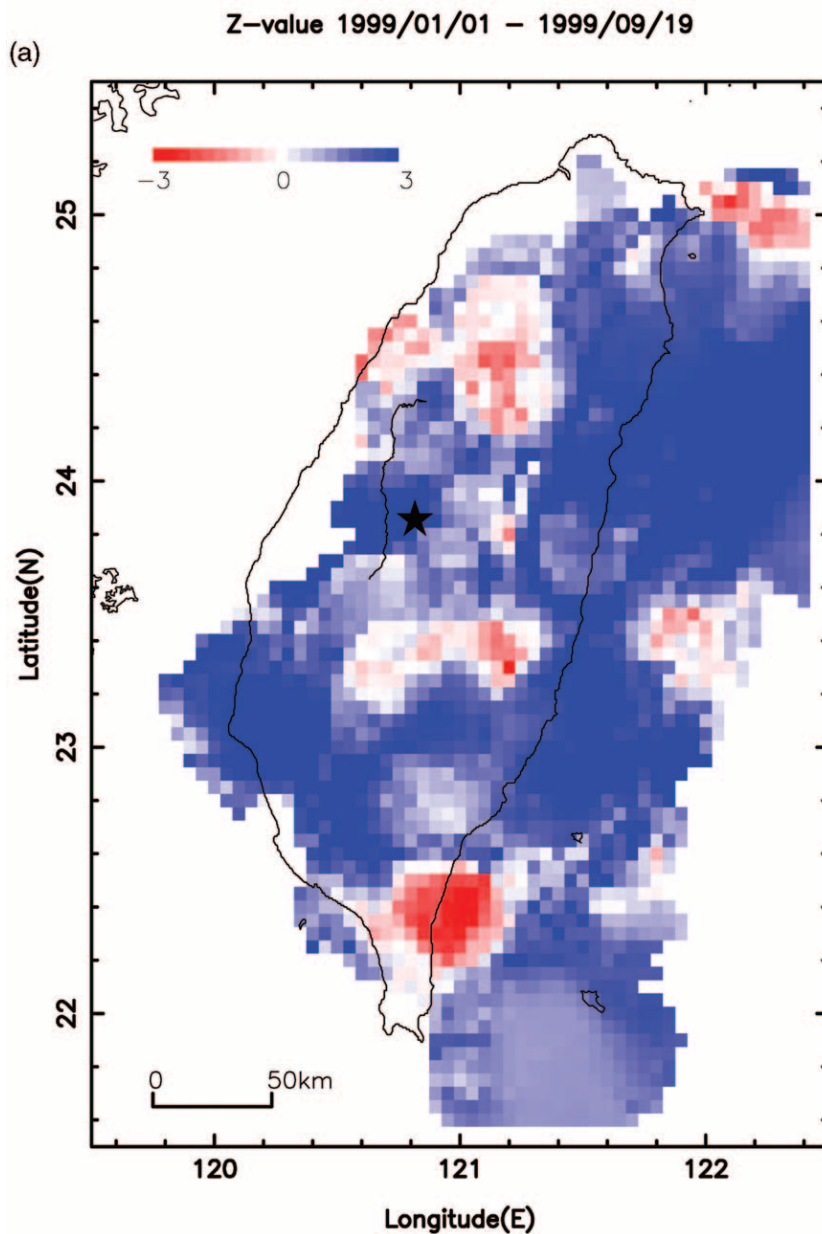 Z-value 1999/01/01 - 1999/09/19
(a)
-3 0 3
25
24
23
22
Latitude(N)
0 50km
120 121 122
Longitude(E)